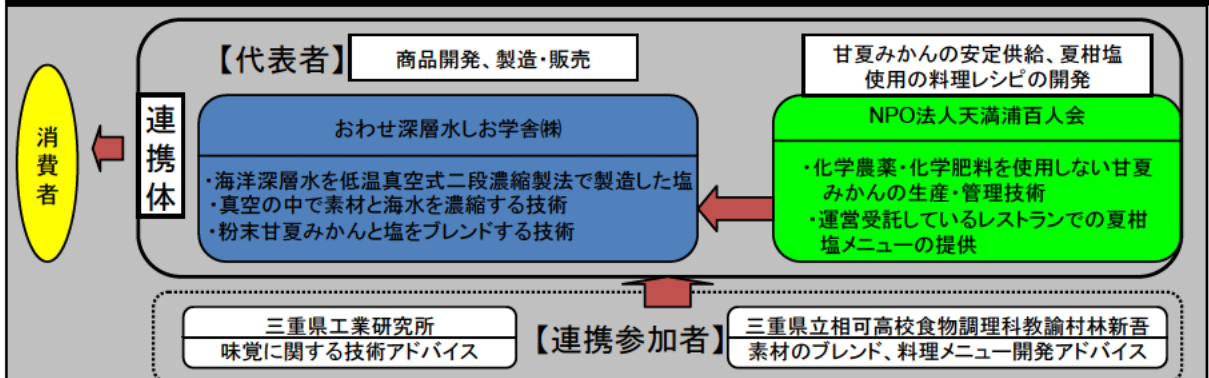 【代表者】
商品開発、製造・販売
甘夏みかんの安定供給、夏柑塩
使用の料理レシピの開発
消費者
連携体
おわせ深層水しお学舎㈱
・海洋深層水を低温真空式二段濃縮製法で製造した塩
・真空の中で素材と海水を濃縮する技術
・粉末甘夏みかんと塩をブレンドする技術
NPO法人天満浦百人会
・化学農薬・化学肥料を使用しない甘夏
みかんの生産・管理技術
・運営受託しているレストランでの夏柑
塩メニューの提供
三重県工業研究所
味覚に関する技術アドバイス
【連携参加者】
三重県立相可高校食物調理科教諭村林新吾
素材のブレンド、料理メニュー開発アドバイス